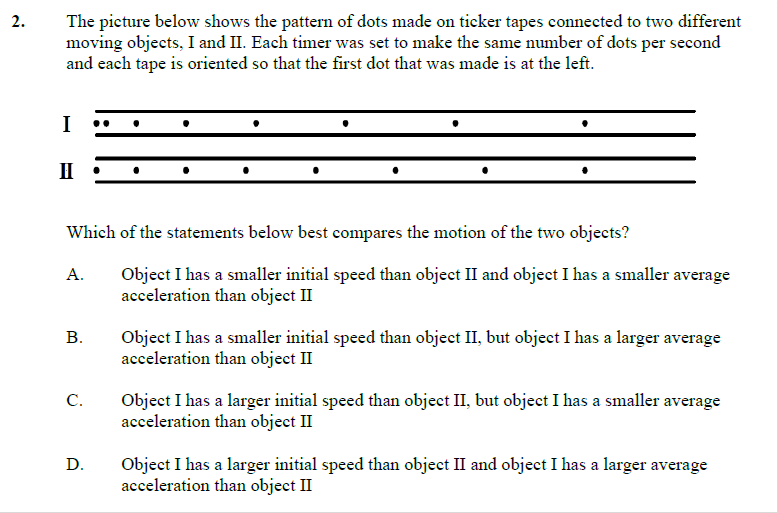 2. The picture below shows the pattern of dots made on ticker tapes connected to two different
moving objects, I and II. Each timer was set to make the same number of dots per second
and each tape is oriented so that the first dot that was made is at the left.
I
II
Which of the statements below best compares the motion of the two objects?
A. Object I has a smaller initial speed than object II and object I has a smaller average
acceleration than object II
B. Object I has a smaller initial speed than object II, but object I has a larger average
acceleration than object II
C. Object I has a larger initial speed than object II, but object I has a smaller average
acceleration than object II
D. Object I has a larger initial speed than object II and object I has a larger average
acceleration than object II